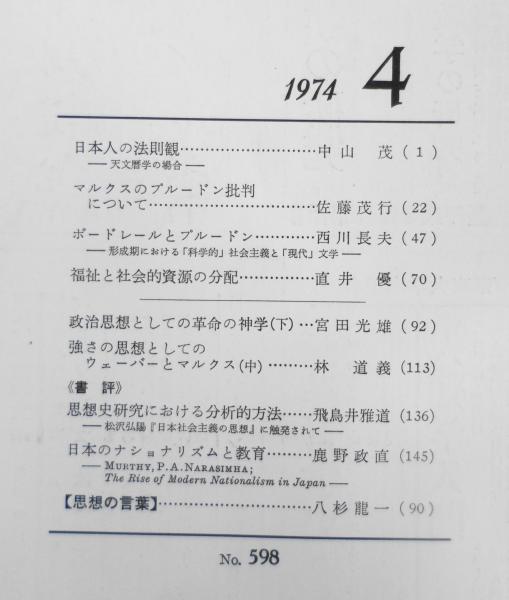 1974 4
日本人の法則観…………………………中山 茂(1)
── 天文暦学の場合 ──
マルクスのプルードン批判
について……………………………佐藤茂行(22)
ボードレールとプルードン…………西川長夫(47)
── 形成期における「科学的」社会主義と「現代」文学 ──
福祉と社会的資源の分配……………直井 優(70)
政治思想としての革命の神学(下)…宮田光雄(92)
強さの思想としての
ウェーバーとマルクス(中)………林 道義(113)
《書 評》
思想史研究における分析的方法……飛鳥井雅道(136)
── 松沢弘陽『日本社会主義の思想』に触発されて ──
日本のナショナリズムと教育………鹿野政直(145)
── MURTHY, P.A. NARASIMHA;
The Rise of Modern Nationalism in Japan ──
【思想の言葉】…………………………八杉龍一(90)
No. 598